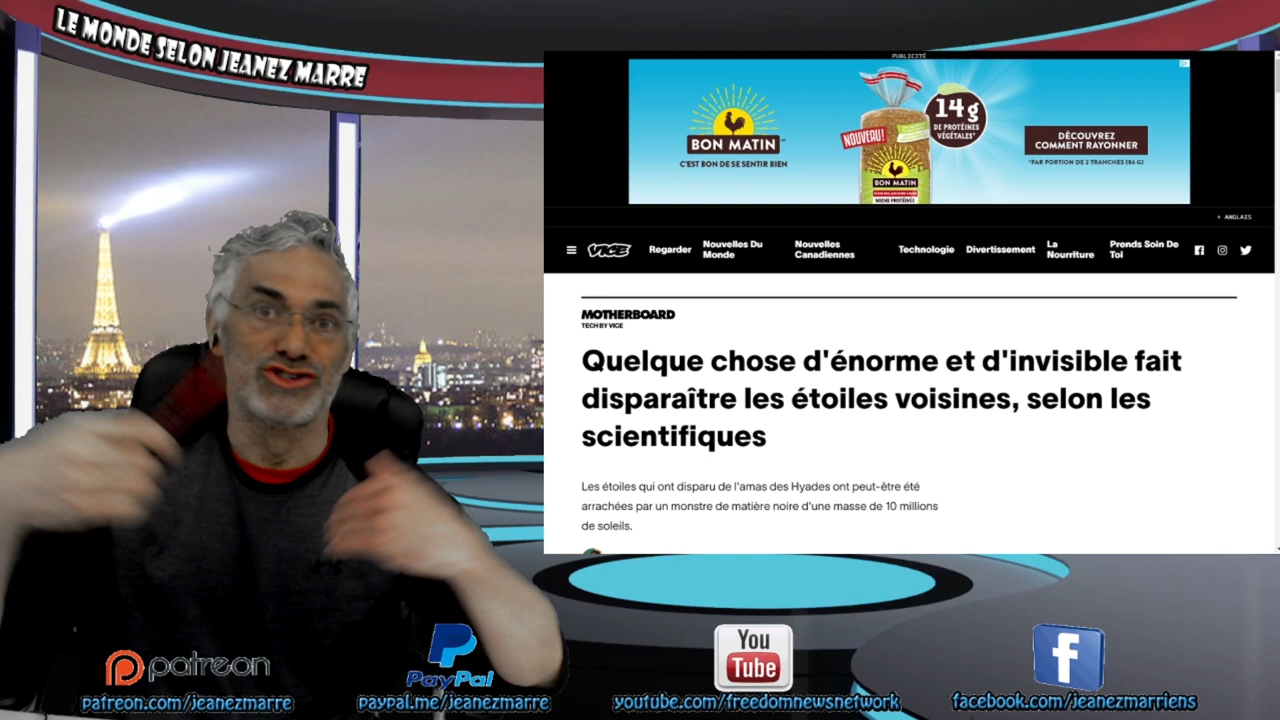 LE MONDE SELON JEANEZ MARRE
PUBLICITÉ
BON MATIN
C'EST BON DE SE SENTIR BIEN
NOUVEAU!
14g
DE PROTÉINES
VÉGÉTALES*
BON MATIN
DÉCOUVREZ
COMMENT RAYONNER
*PAR PORTION DE 2 TRANCHES (86 G)
+ ANGLAIS
VICE
Regarder
Nouvelles Du
Monde
Nouvelles
Canadiennes
Technologie
Divertissement
La
Nourriture
Prends Soin De
Toi
MOTHERBOARD
TECH BY VICE
Quelque chose d'énorme et d'invisible fait
disparaître les étoiles voisines, selon les
scientifiques
Les étoiles qui ont disparu de l'amas des Hyades ont peut-être été
arrachées par un monstre de matière noire d'une masse de 10 millions
de soleils.
patreon
patreon.com/jeanezmarre
PayPal
paypal.me/jeanezmarre
You
Tube
youtube.com/freedomnewsnetwork
f
facebook.com/jeanezmarriens